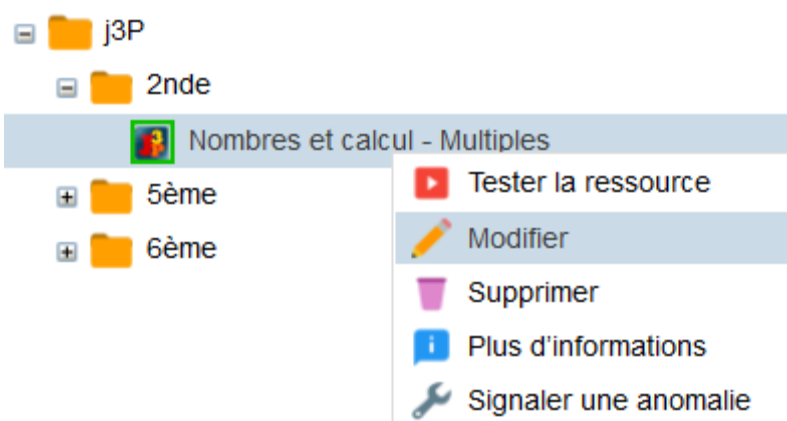 j3P
2nde
Nombres et calcul - Multiples
Tester la ressource
5ème
Modifier
6ème
Supprimer
Plus d'informations
Signaler une anomalie